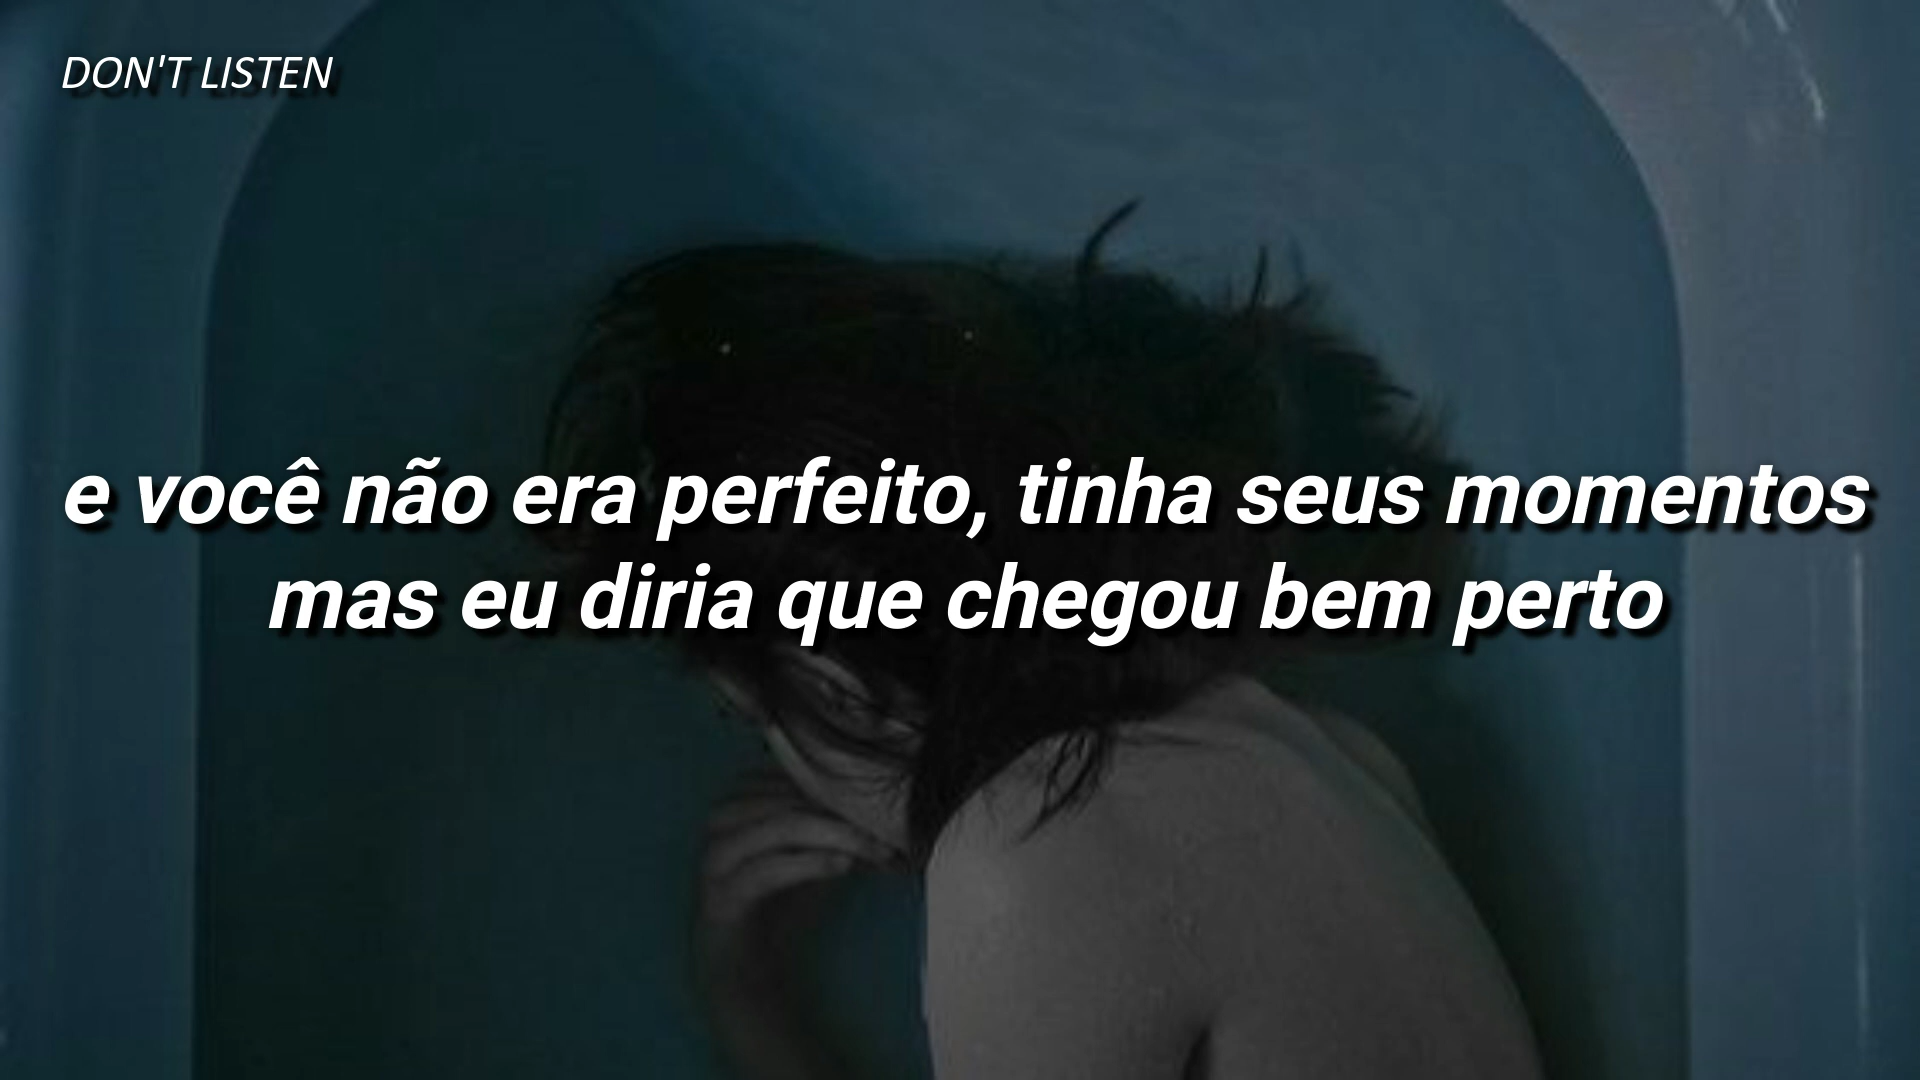 DON'T LISTEN
e você não era perfeito, tinha seus momentos
mas eu diria que chegou bem perto